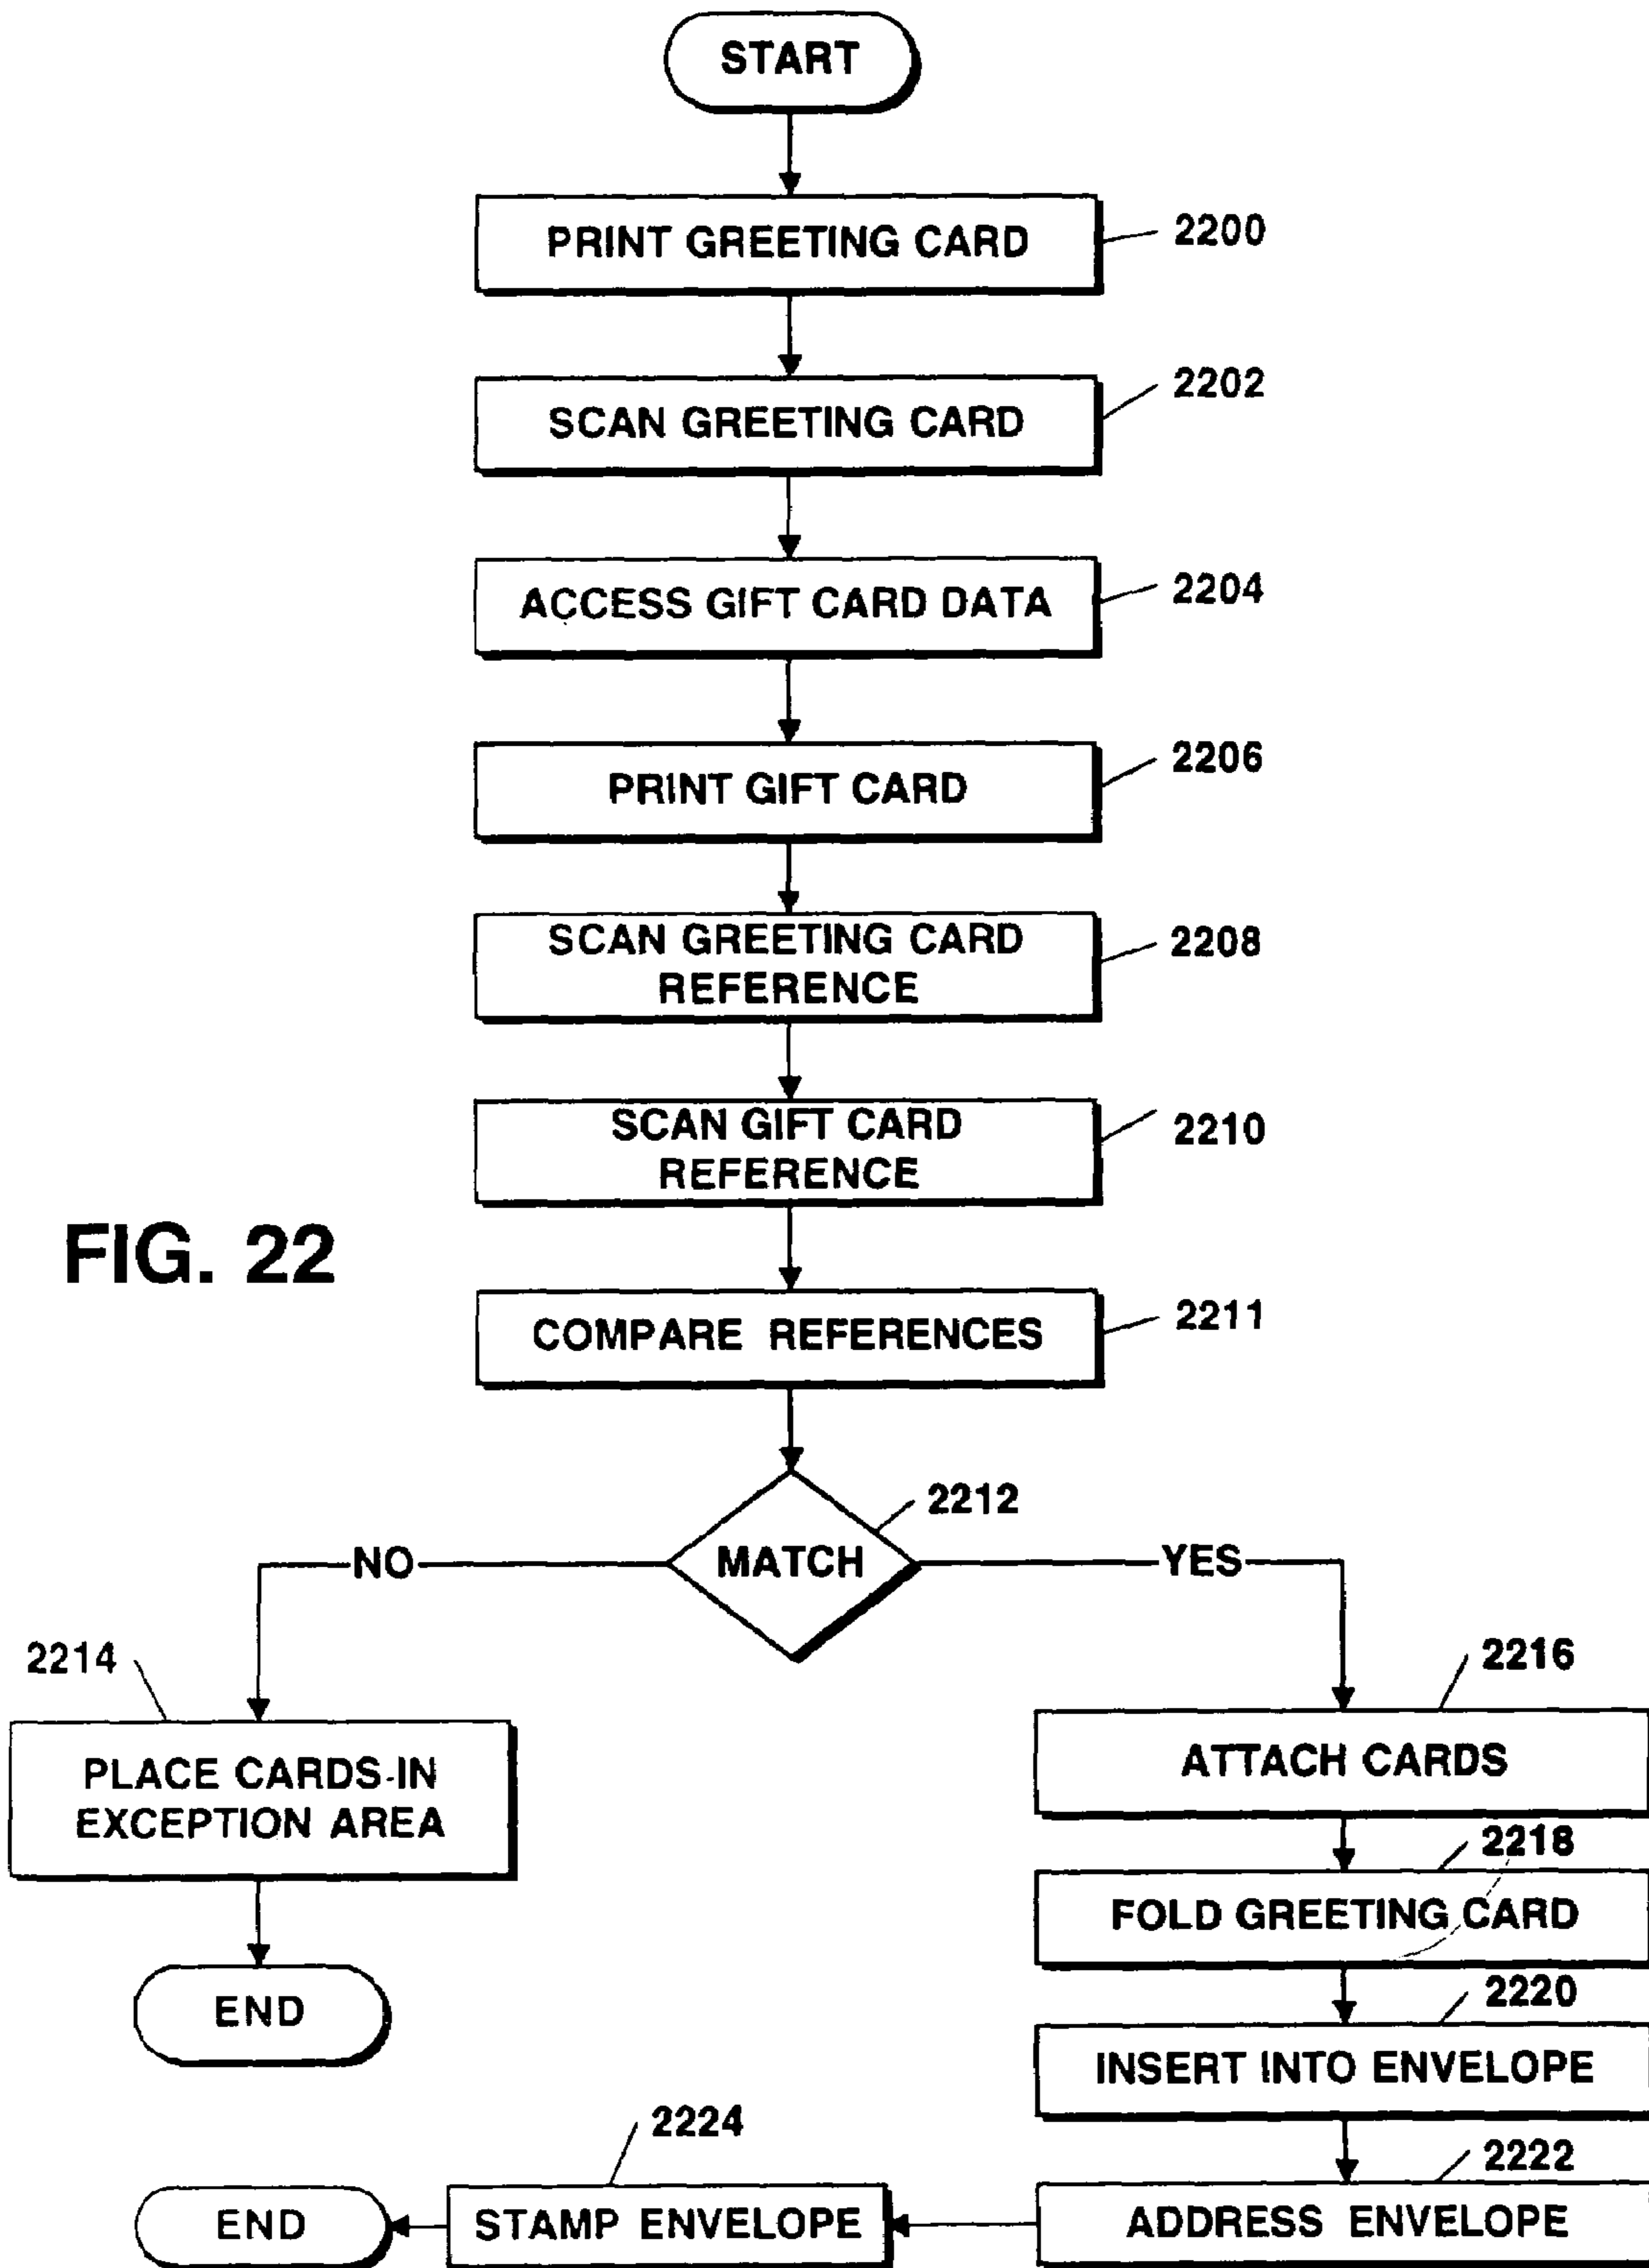 START
PRINT GREETING CARD
2200
SCAN GREETING CARD
2202
ACCESS GIFT CARD DATA
2204
PRINT GIFT CARD
2206
SCAN GREETING CARD
REFERENCE
2208
SCAN GIFT CARD
REFERENCE
2210
FIG. 22
COMPARE REFERENCES
2211
MATCH
2212
NO
YES
2214
PLACE CARDS-IN
EXCEPTION AREA
END
2216
ATTACH CARDS
2218
FOLD GREETING CARD
2220
INSERT INTO ENVELOPE
2222
ADDRESS ENVELOPE
2224
STAMP ENVELOPE
END